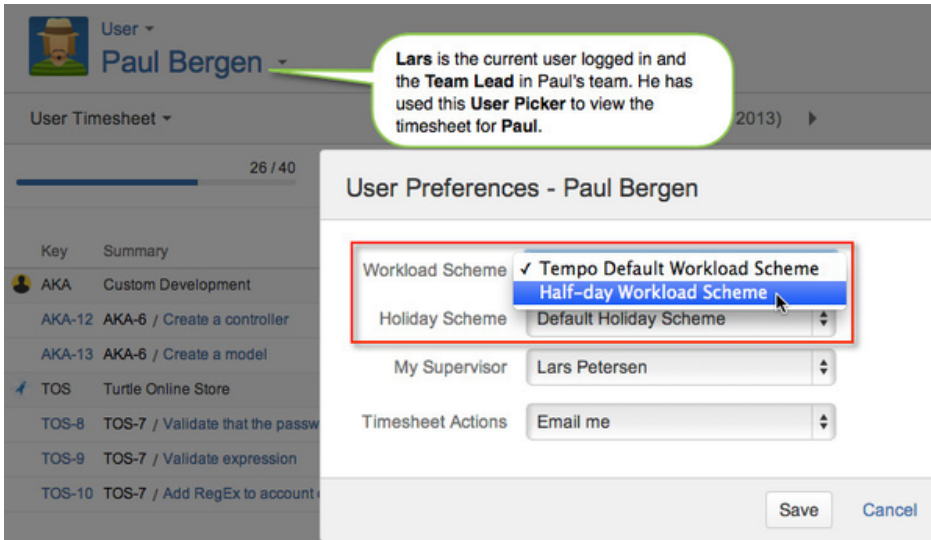 User
Paul Bergen
Lars is the current user logged in and
the Team Lead in Paul's team. He has
used this User Picker to view the
timesheet for Paul.
User Timesheet
2013)
26 / 40
User Preferences - Paul Bergen
Key Summary
Workload Scheme ✓ Tempo Default Workload Scheme
Half-day Workload Scheme
AKA Custom Development
Holiday Scheme Default Holiday Scheme
AKA-12 AKA-6 / Create a controller
AKA-13 AKA-6 / Create a model
My Supervisor Lars Petersen
TOS Turtle Online Store
Timesheet Actions Email me
TOS-8 TOS-7 / Validate that the passw
TOS-9 TOS-7 / Validate expression
TOS-10 TOS-7 / Add RegEx to account
Save Cancel